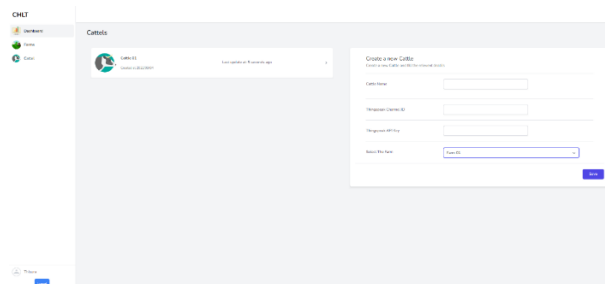 CHLT
Dashboard
Farms
Cattels
Cattle 01
Last updated: 8 seconds ago
Create a new Cattle
Cattle Name
Thingspeak Channel ID
Thingspeak API Key
Select The Farm
Farm 01
Save